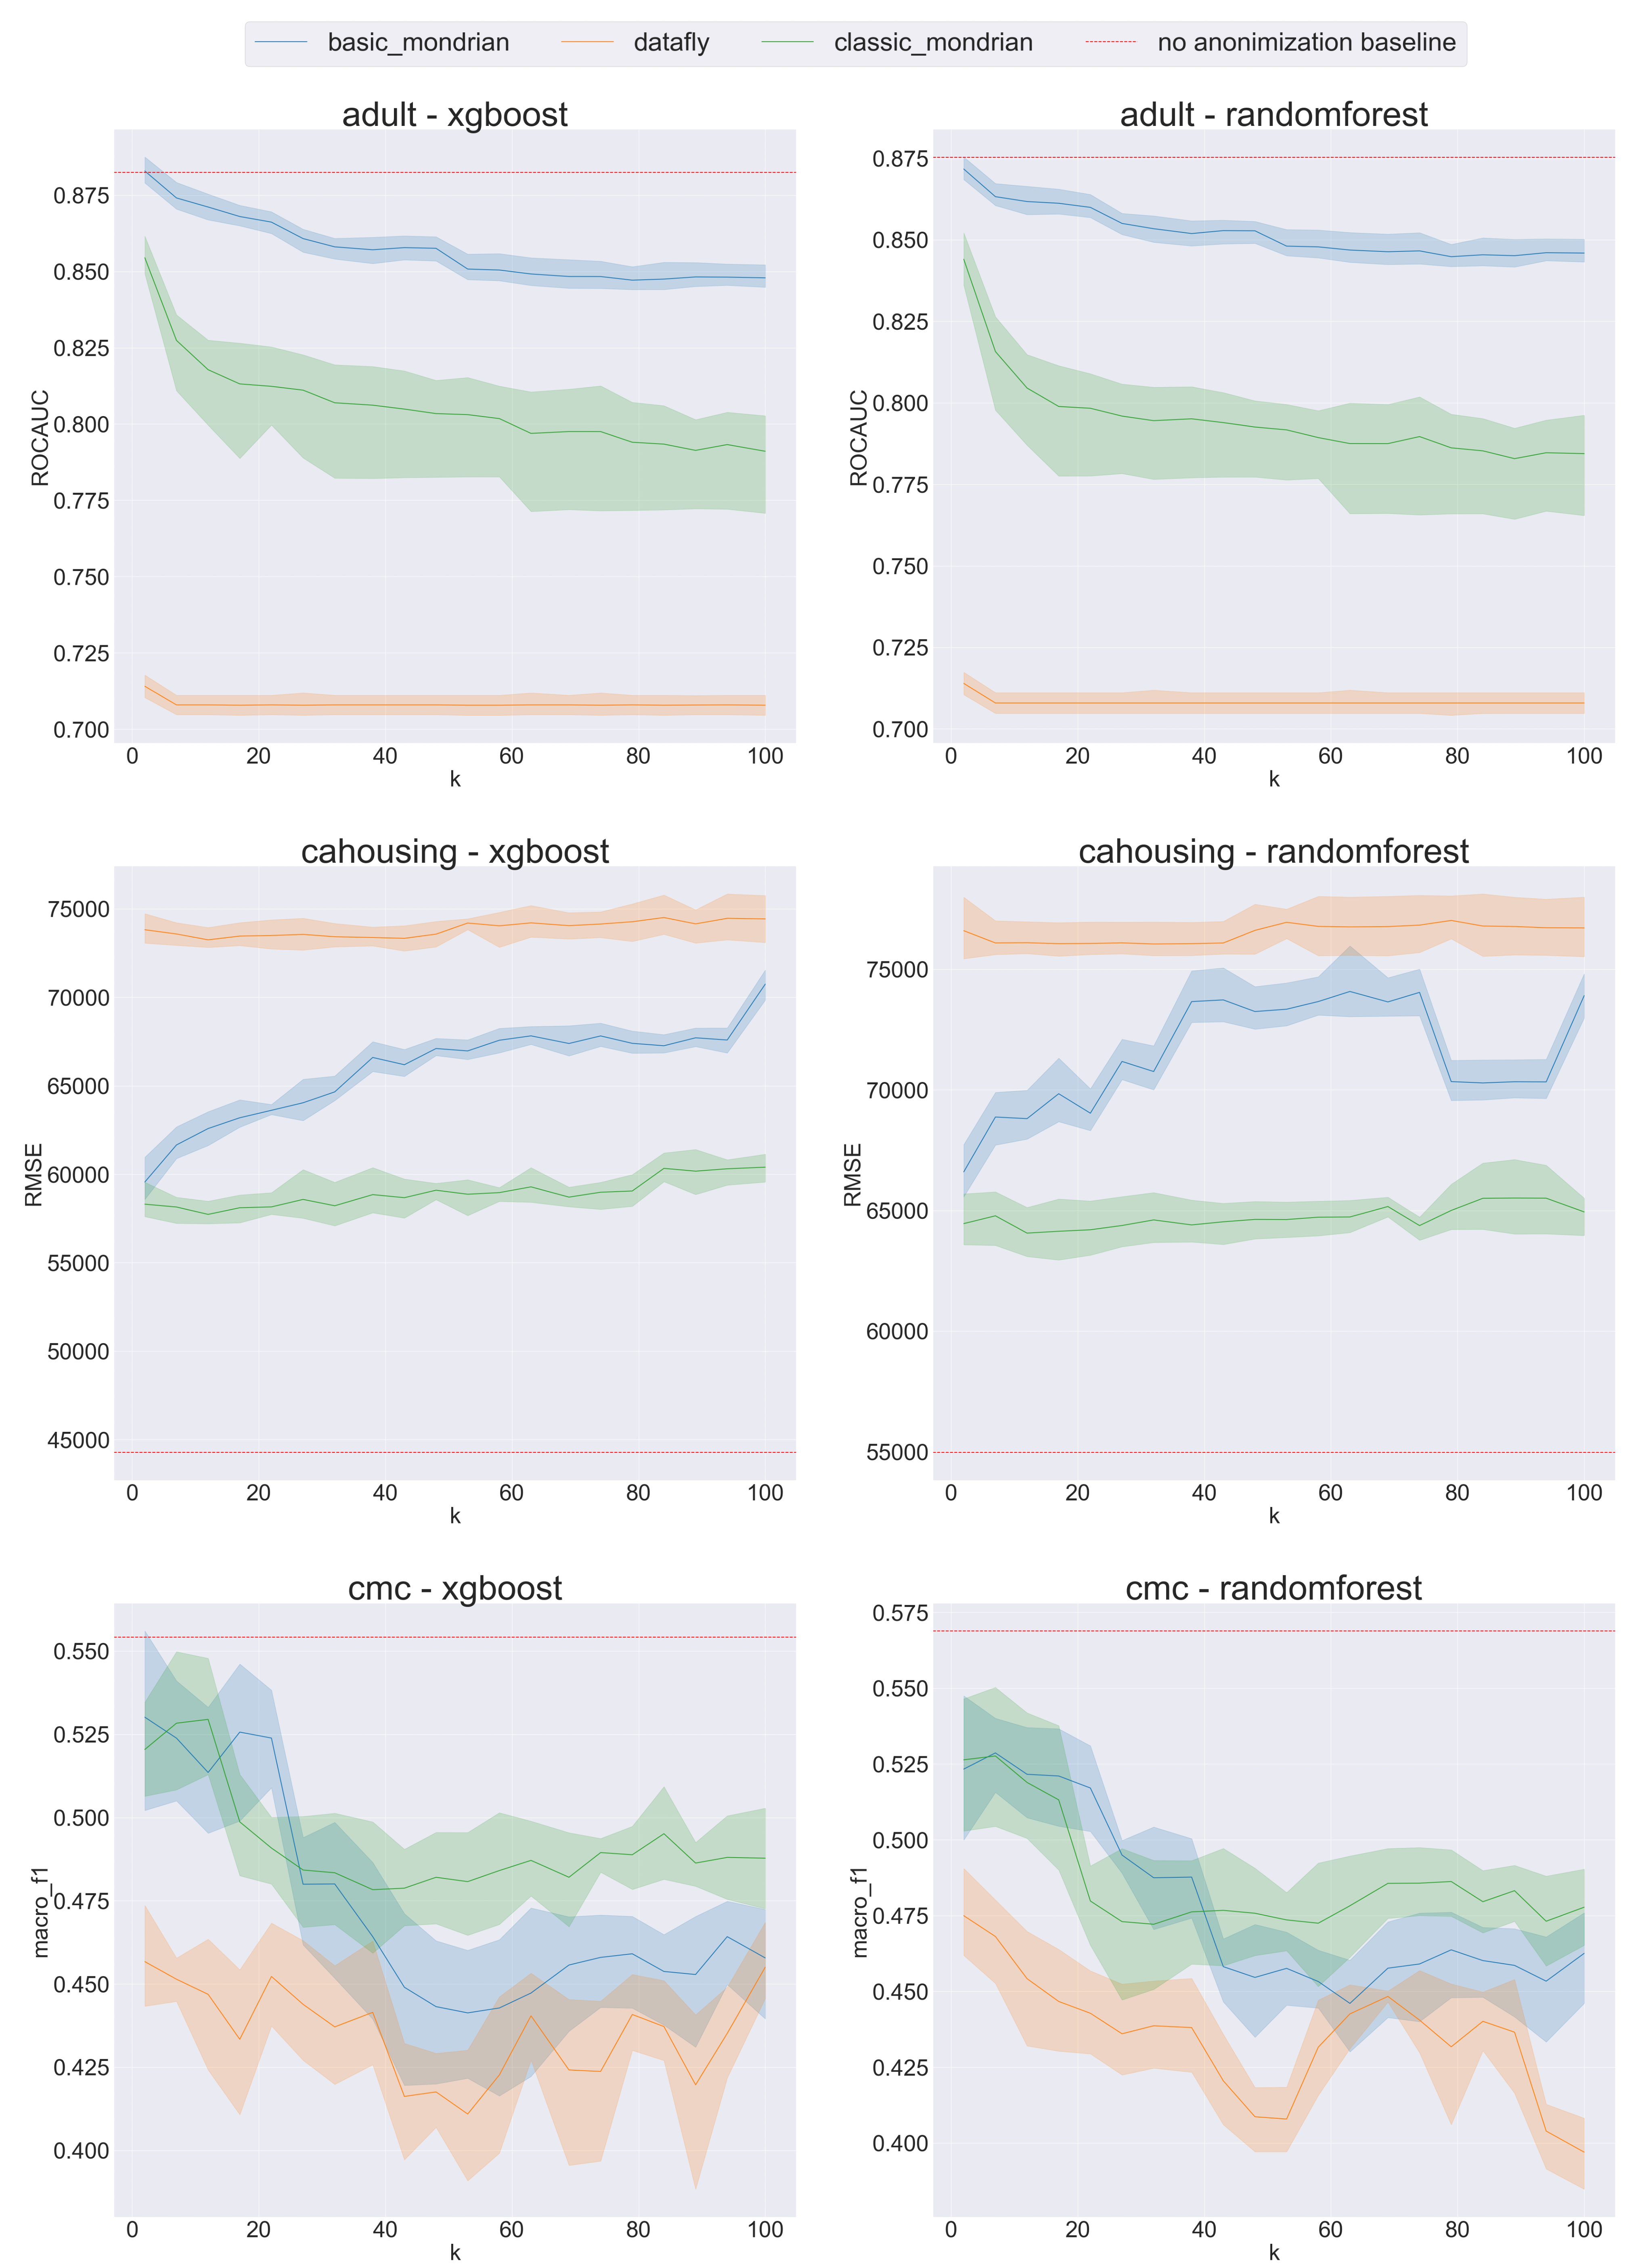 basic_mondrian datafly classic_mondrian no anonimization baseline
adult - xgboost
ROCAUC
0.875
0.850
0.825
0.800
0.775
0.750
0.725
0.700
0 20 40 60 80 100
k
adult - randomforest
ROCAUC
0.875
0.850
0.825
0.800
0.775
0.750
0.725
0.700
0 20 40 60 80 100
k
cahousing - xgboost
RMSE
75000
70000
65000
60000
55000
50000
45000
0 20 40 60 80 100
k
cahousing - randomforest
RMSE
75000
70000
65000
60000
55000
0 20 40 60 80 100
k
cmc - xgboost
macro_f1
0.550
0.525
0.500
0.475
0.450
0.425
0.400
0 20 40 60 80 100
k
cmc - randomforest
macro_f1
0.575
0.550
0.525
0.500
0.475
0.450
0.425
0.400
0 20 40 60 80 100
k